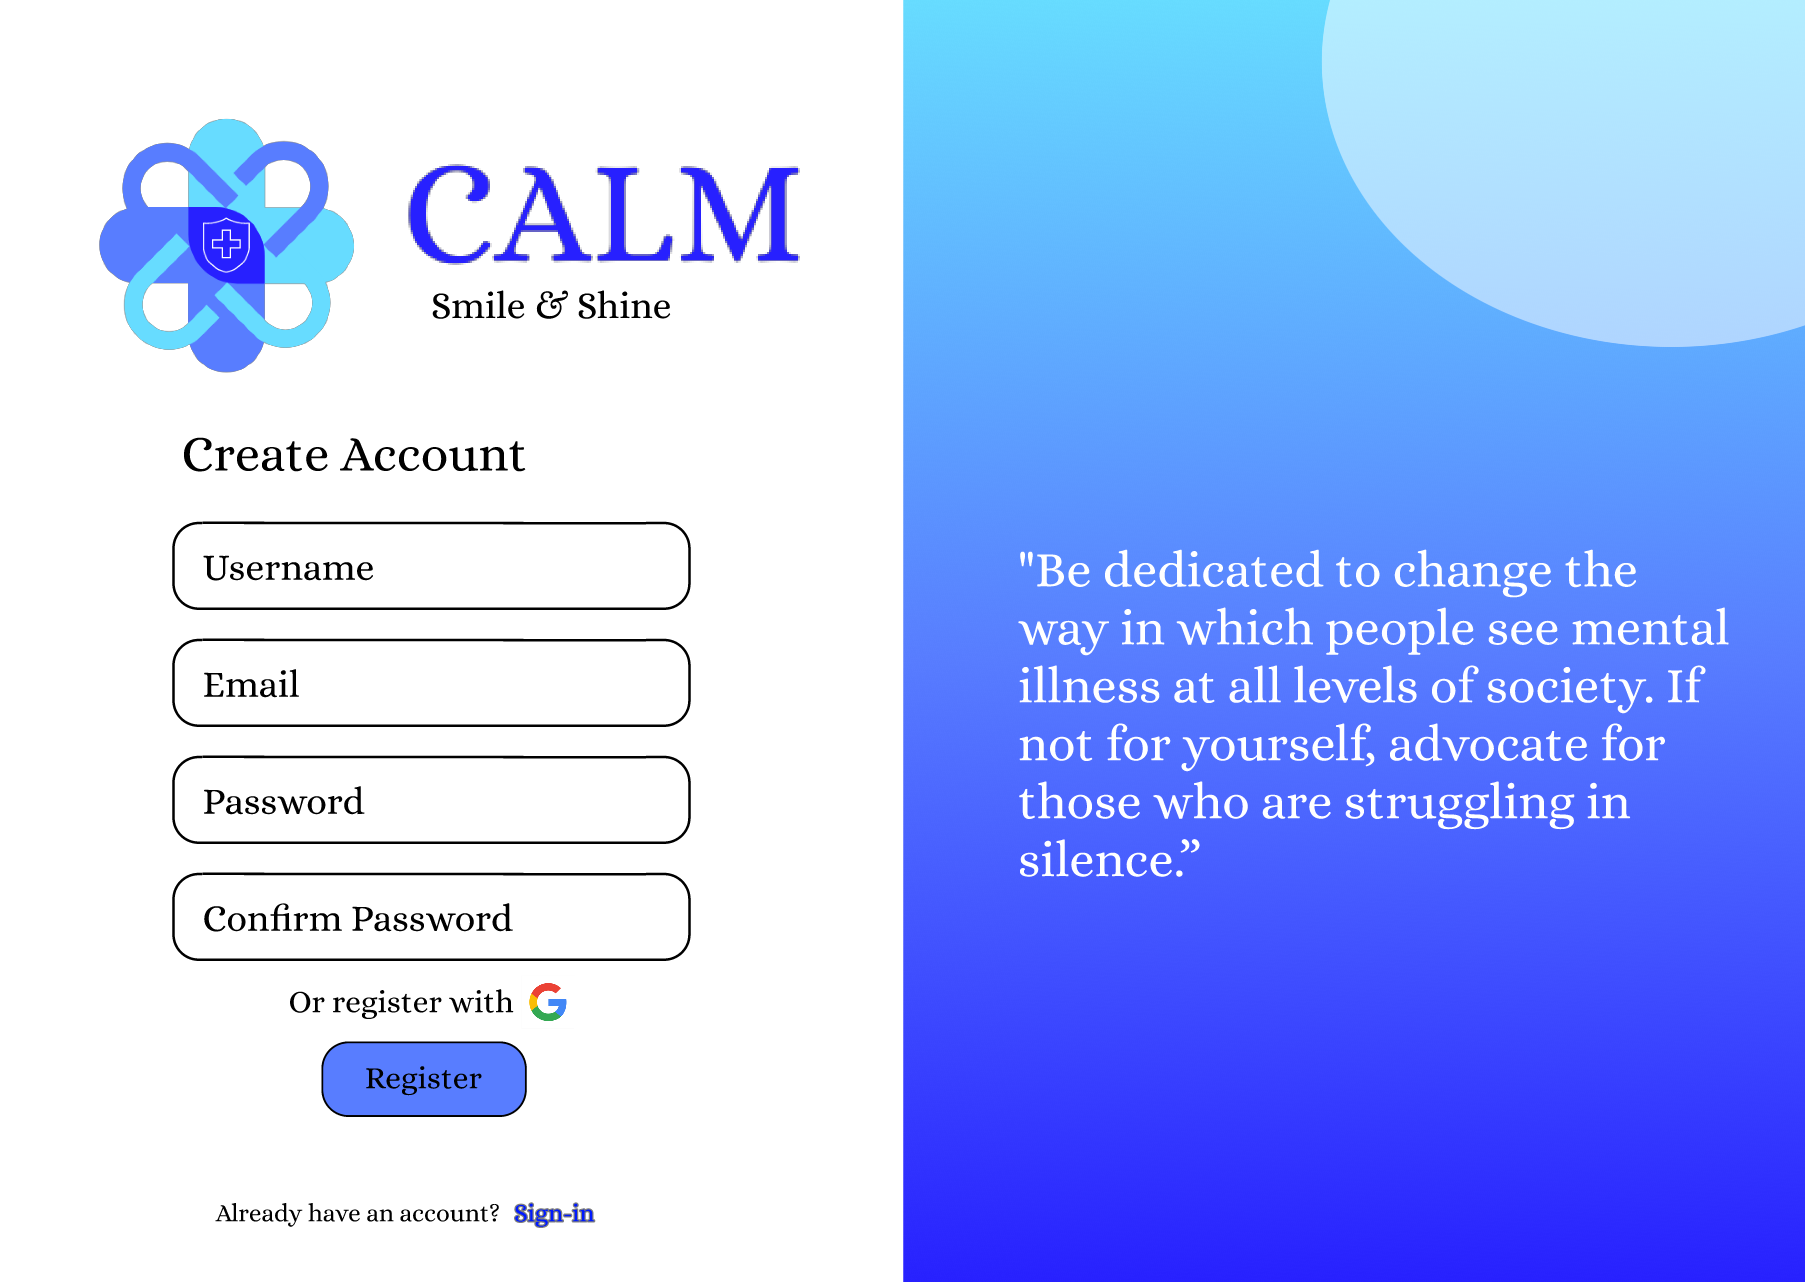 CALM
Smile & Shine
Create Account
Username
Email
Password
Confirm Password
Or register with
Register
Already have an account? Sign-in
"Be dedicated to change the
way in which people see mental
illness at all levels of society. If
not for yourself, advocate for
those who are struggling in
silence.”